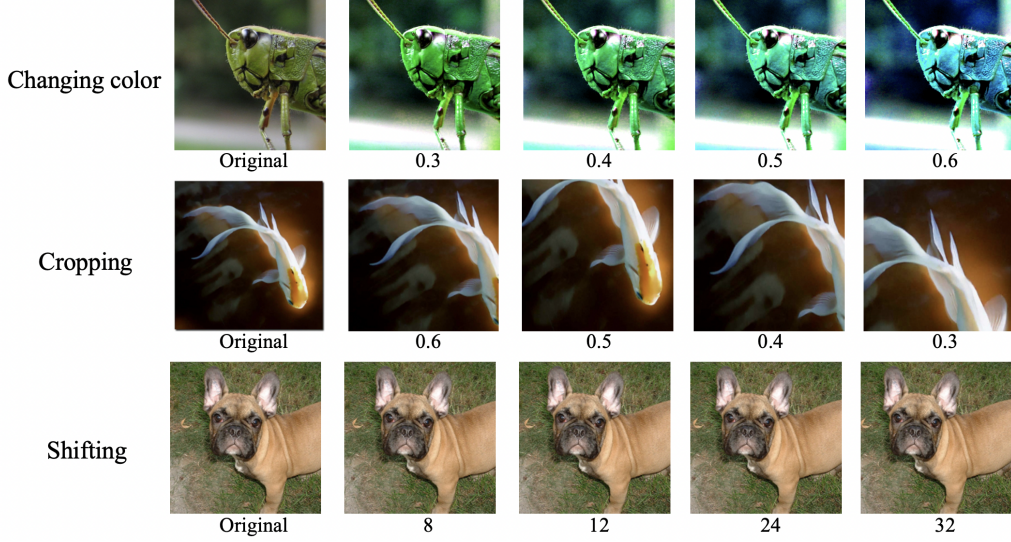 Changing color
Original 0.3 0.4 0.5 0.6
Cropping
Original 0.6 0.5 0.4 0.3
Shifting
Original 8 12 24 32